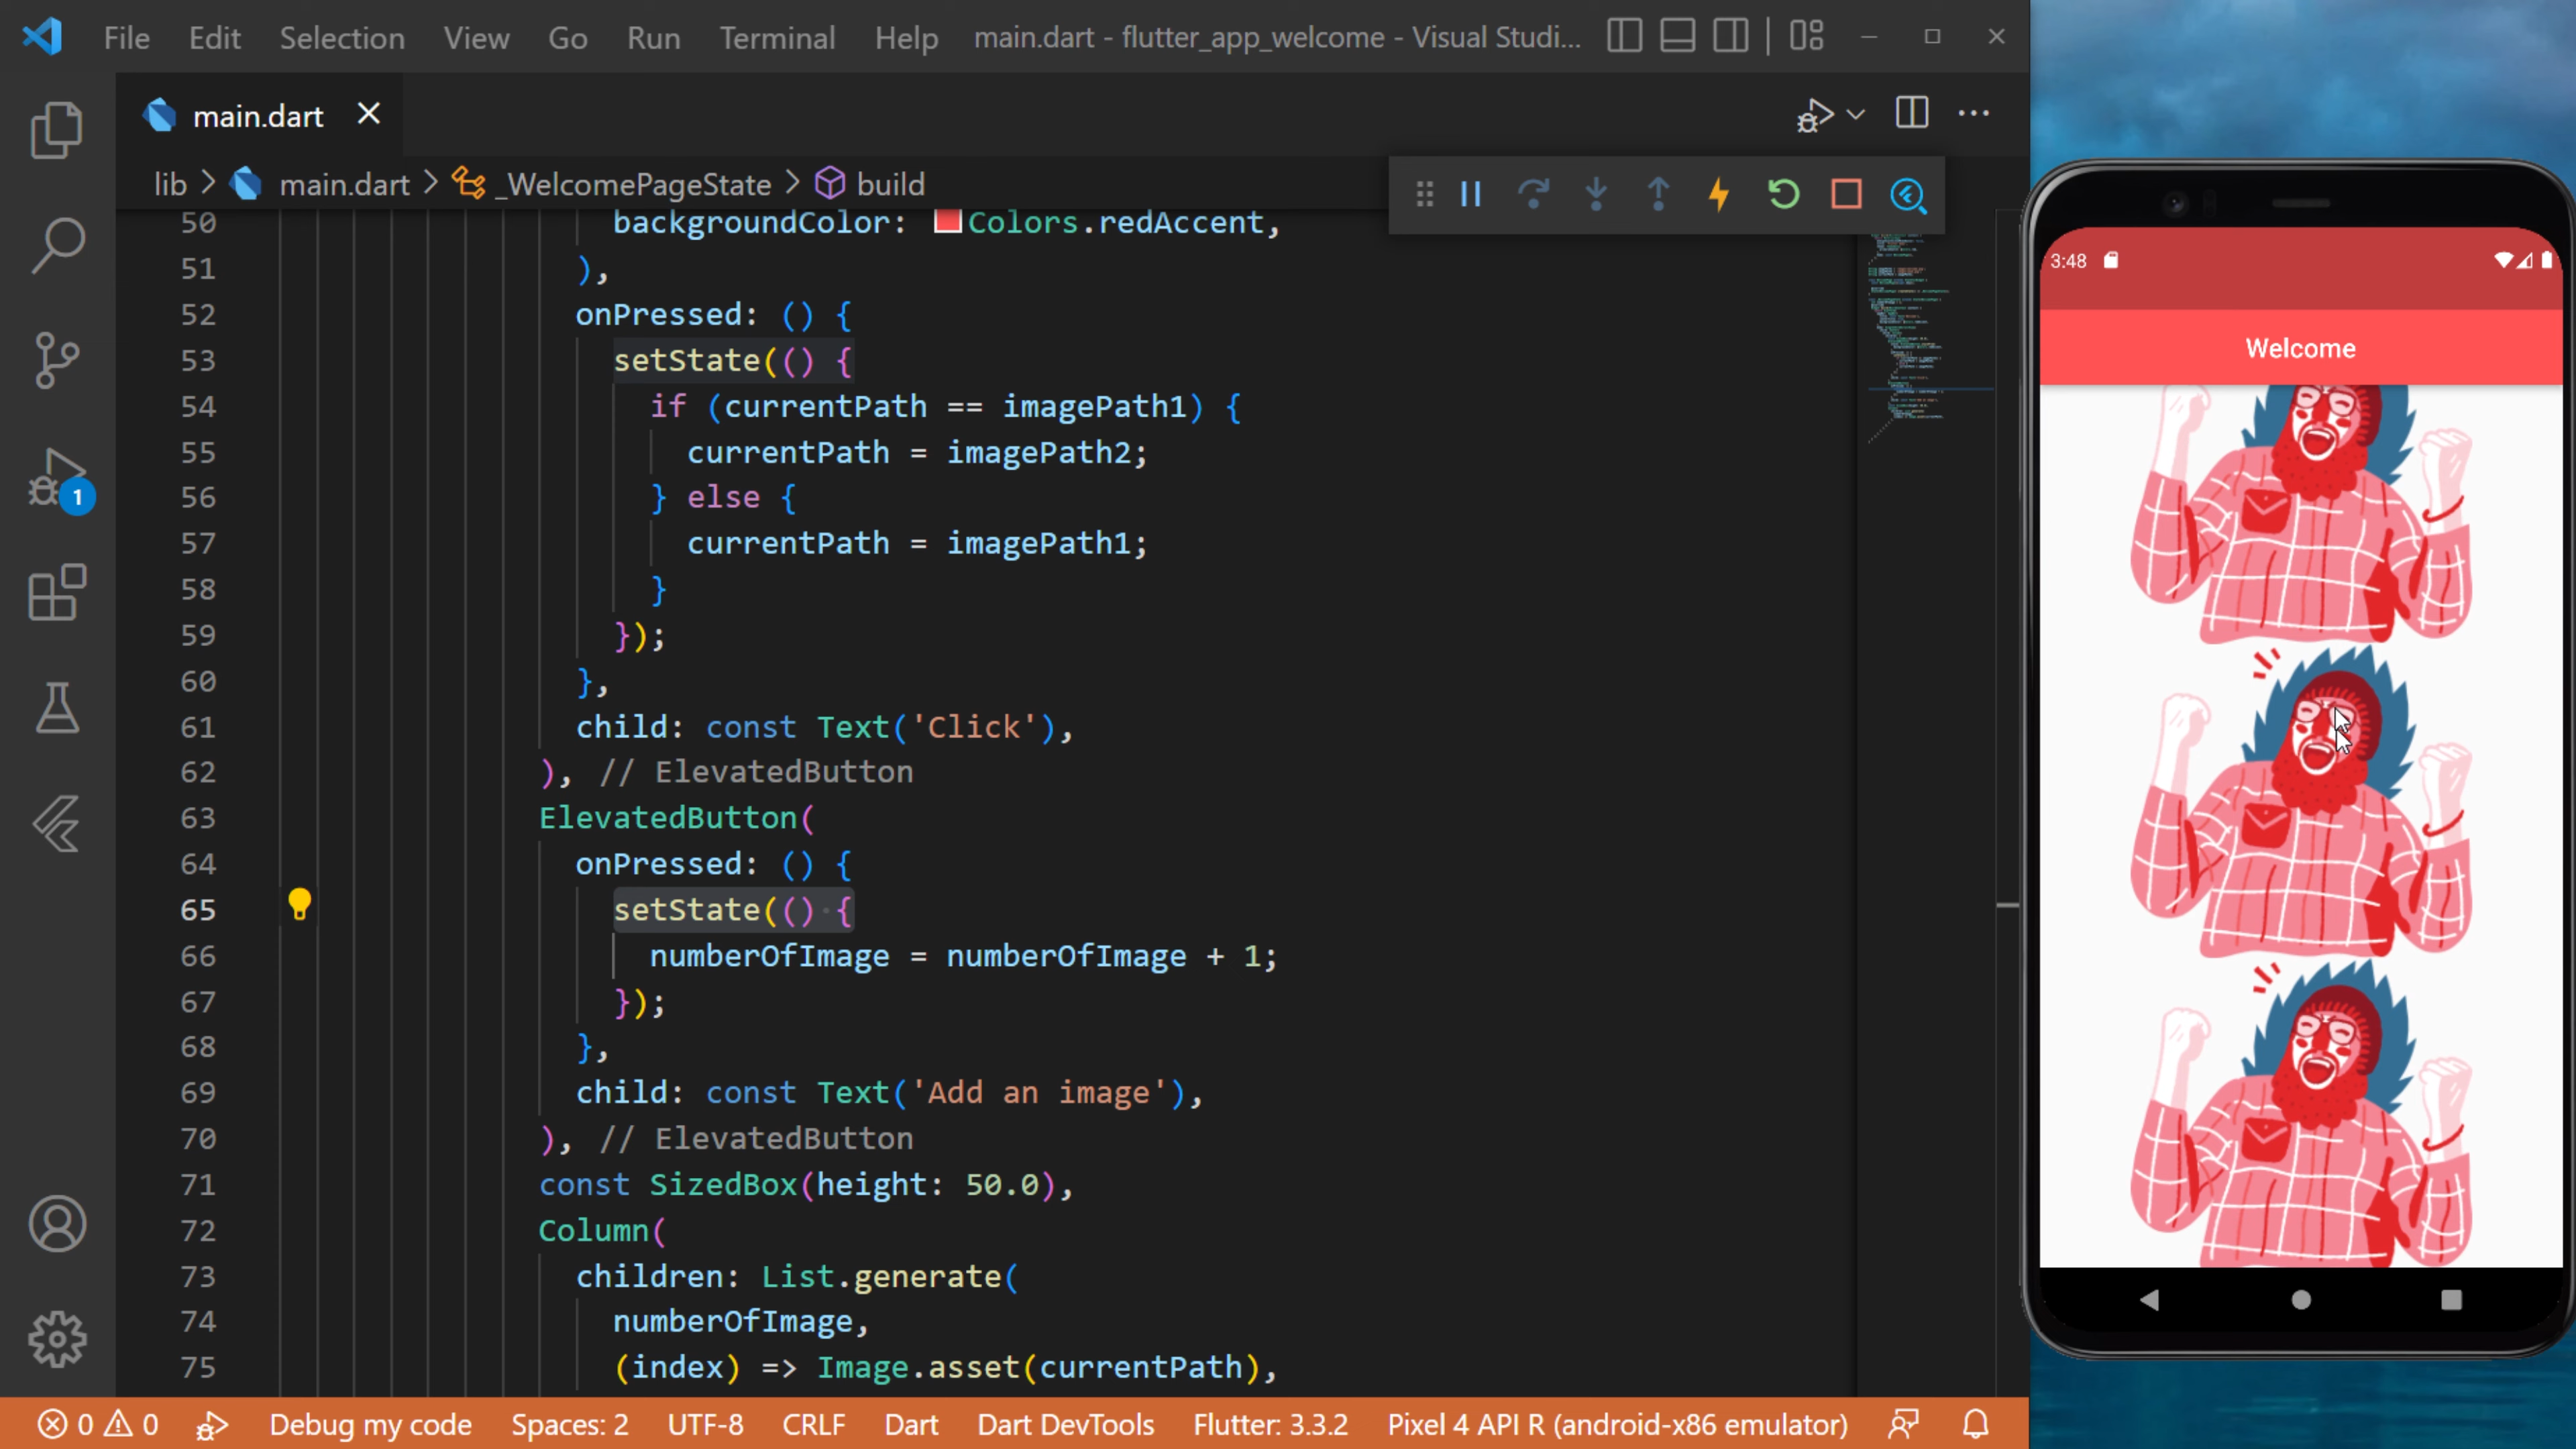 File Edit Selection View Go Run Terminal Help main.dart - flutter_app_welcome - Visual Studi...
main.dart
lib > main.dart > _WelcomePageState > build
50 backgroundColor: Colors.redAccent,
51 ),
52 onPressed: () {
53 setState(() {
54 if (currentPath == imagePath1) {
55 currentPath = imagePath2;
56 } else {
57 currentPath = imagePath1;
58 }
59 });
60 },
61 child: const Text('Click'),
62 ), // ElevatedButton
63 ElevatedButton(
64 onPressed: () {
65 setState(() {
66 numberOfImage = numberOfImage + 1;
67 });
68 },
69 child: const Text('Add an image'),
70 ), // ElevatedButton
71 const SizedBox(height: 50.0),
72 Column(
73 children: List.generate(
74 numberOfImage,
75 (index) => Image.asset(currentPath),
1
0 0 Debug my code Spaces: 2 UTF-8 CRLF Dart Dart DevTools Flutter: 3.3.2 Pixel 4 API R (android-x86 emulator)
3:48
Welcome